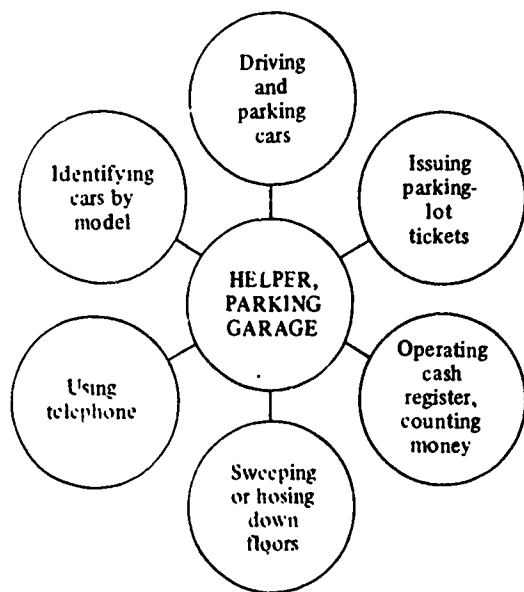 Driving
and
parking
cars
Issuing
parking-
lot
tickets
Operating
cash
register,
counting
money
Sweeping
or hosing
down
floors
Using
telephone
Identifying
cars by
model
HELPER,
PARKING
GARAGE